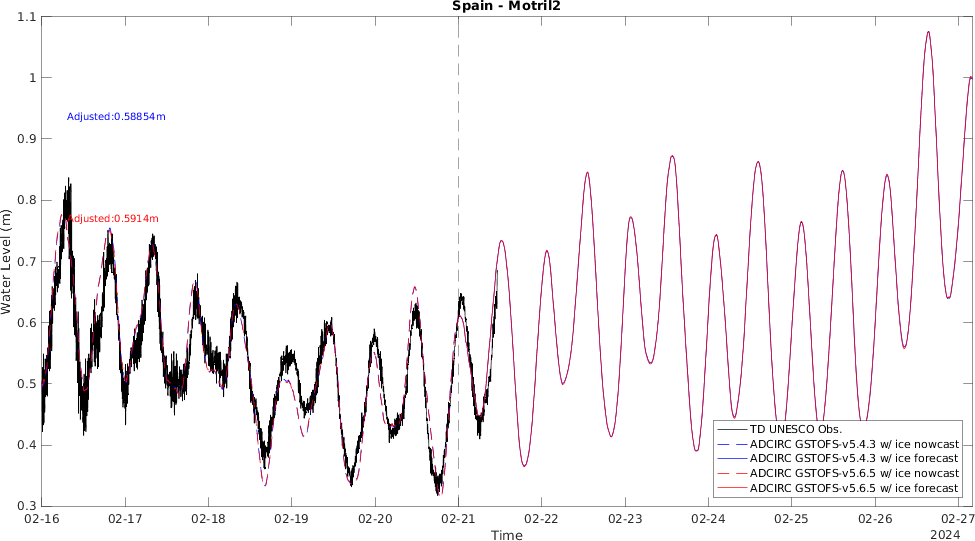 Spain - Motril2
1.1
1
0.9
0.8
0.7
0.6
0.5
0.4
0.3
Water Level (m)
Adjusted:0.58854m
Adjusted:0.5914m
TD UNESCO Obs.
ADCIRC GSTOFS-v5.4.3 w/ ice nowcast
ADCIRC GSTOFS-v5.4.3 w/ ice forecast
ADCIRC GSTOFS-v5.6.5 w/ ice nowcast
ADCIRC GSTOFS-v5.6.5 w/ ice forecast
02-16 02-17 02-18 02-19 02-20 02-21 02-22 02-23 02-24 02-25 02-26 02-27
Time
2024